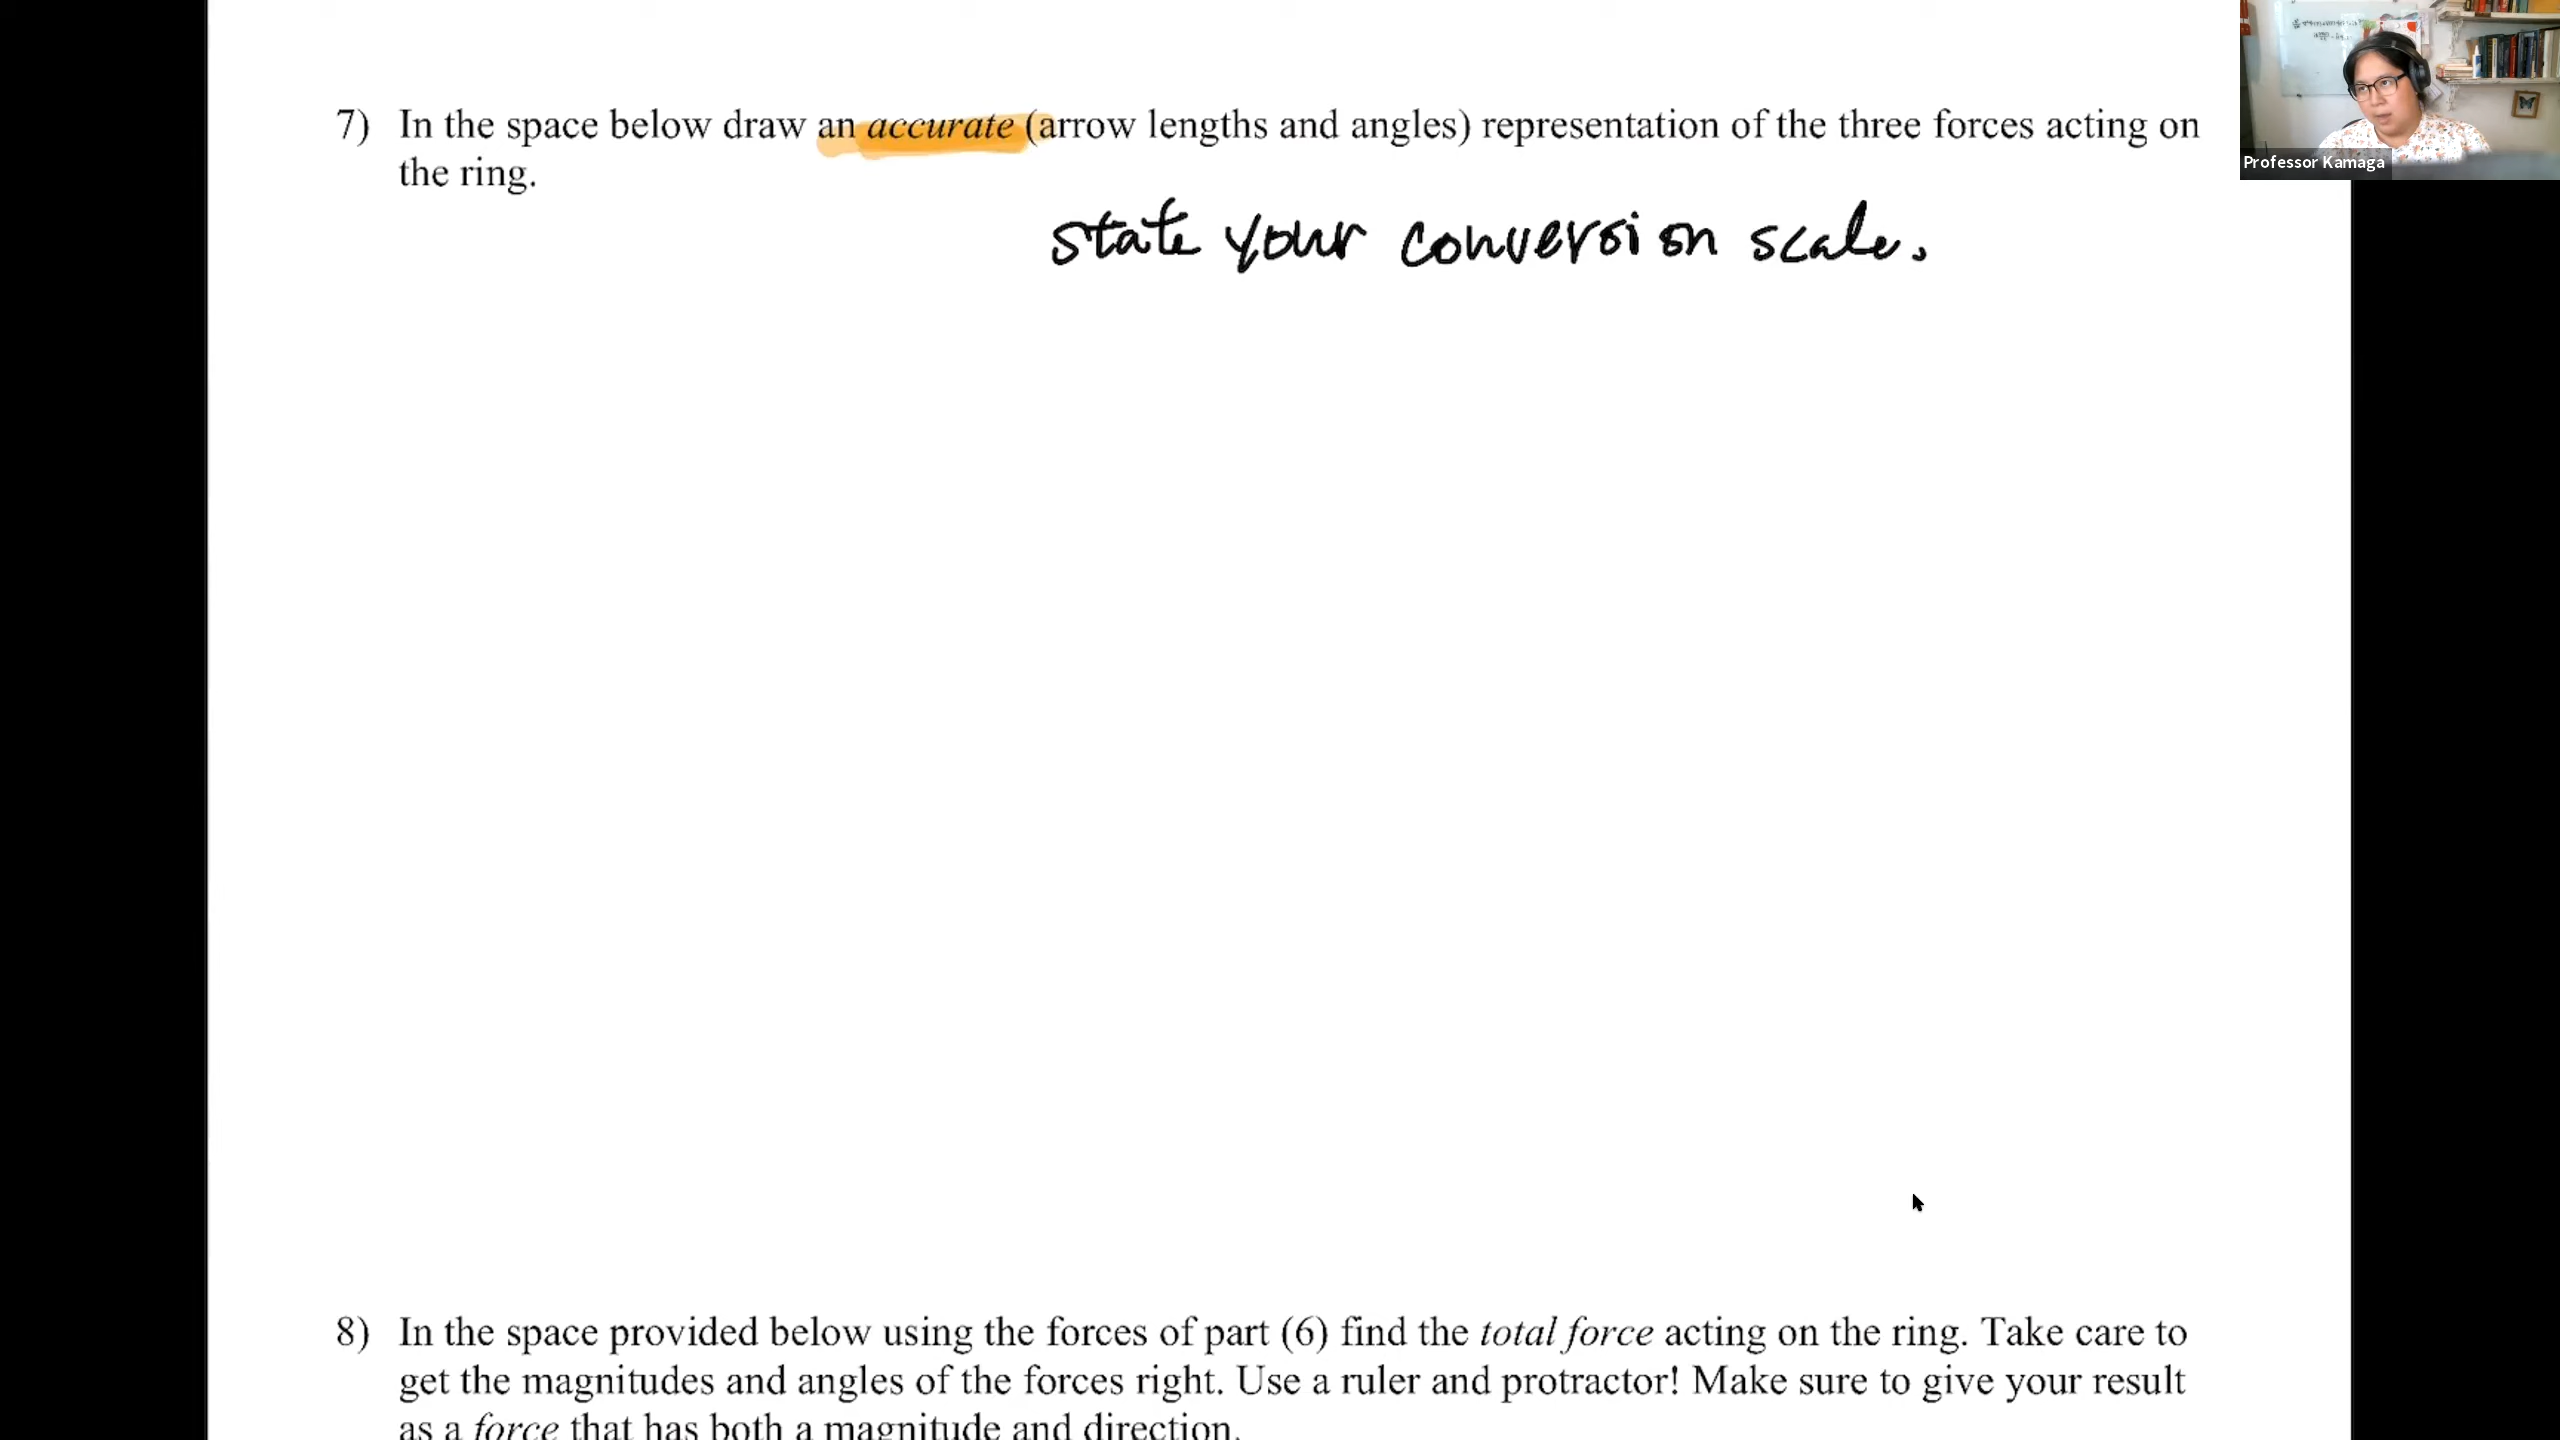 7) In the space below draw an accurate (arrow lengths and angles) representation of the three forces acting on
the ring.
state your conversion scale.
8) In the space provided below using the forces of part (6) find the total force acting on the ring. Take care to
get the magnitudes and angles of the forces right. Use a ruler and protractor! Make sure to give your result
as a force that has both a magnitude and direction.
Professor Kamaga